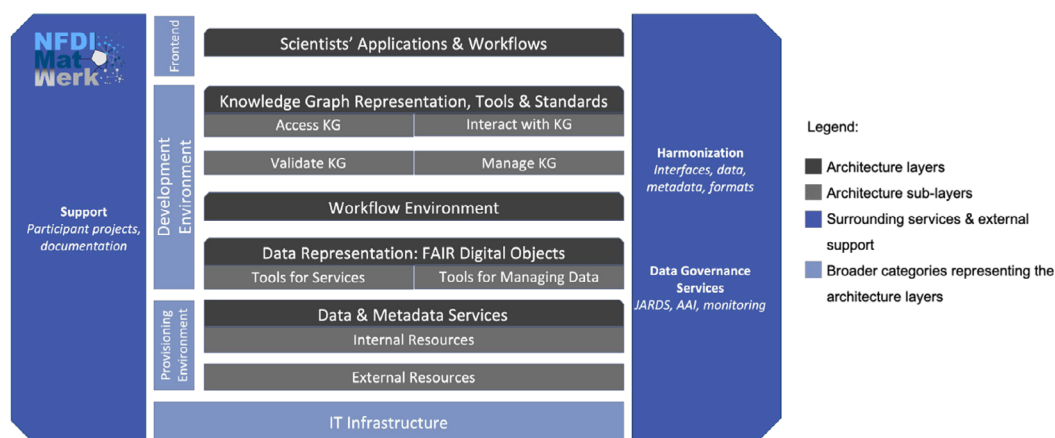 NFDI
Mat
Werk
Support
Participant projects,
documentation
Frontend
Scientists' Applications & Workflows
Development
Environment
Knowledge Graph Representation, Tools & Standards
Access KG
Interact with KG
Validate KG
Manage KG
Workflow Environment
Data Representation: FAIR Digital Objects
Tools for Services
Tools for Managing Data
Provisioning
Environment
Data & Metadata Services
Internal Resources
External Resources
IT Infrastructure
Harmonization
Interfaces, data,
metadata, formats
Data Governance
Services
JARDS, AAI, monitoring
Legend:
Architecture layers
Architecture sub-layers
Surrounding services & external
support
Broader categories representing the
architecture layers